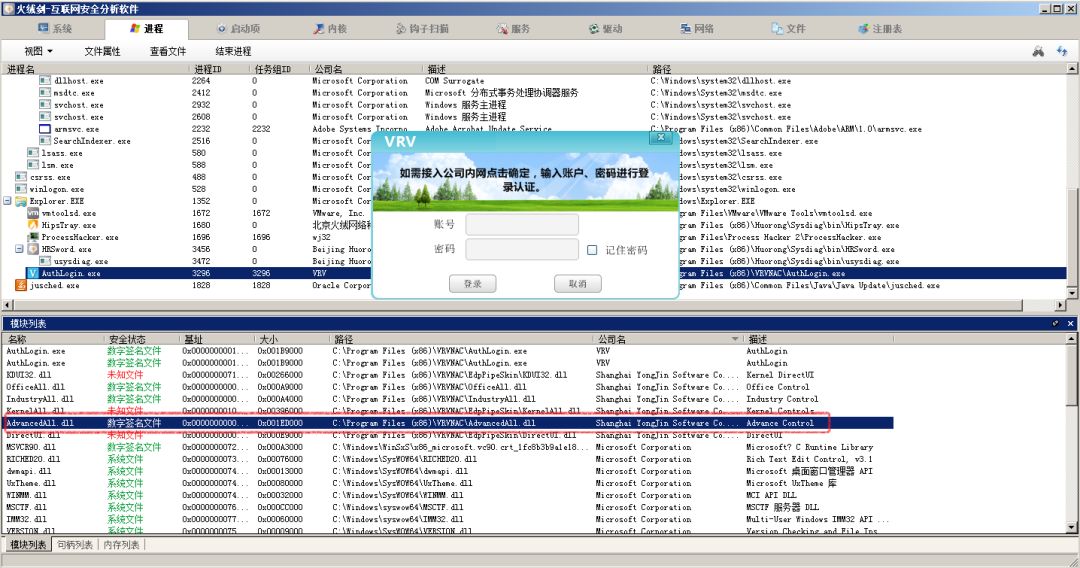 火绒剑-互联网安全分析软件
系统 进程 启动项 内核 钩子扫描 服务 驱动 网络 文件 注册表
视图 文件属性 查看文件 结束进程
进程名 进程ID 任务组ID 公司名 描述 路径
dllhost.exe 2264 0 Microsoft Corporation COM Surrogate C:\Windows\system32\dllhost.exe
msdtc.exe 2412 0 Microsoft Corporation Microsoft 分布式事务处理协调器服务 C:\Windows\System32\msdtc.exe
svchost.exe 2932 0 Microsoft Corporation Windows 服务主进程 C:\Windows\system32\svchost.exe
svchost.exe 2608 0 Microsoft Corporation Windows 服务主进程 C:\Windows\System32\svchost.exe
armsvc.exe 2232 2232 Adobe Systems Incorpo... Adobe Acrobat Update Service C:\Program Files (x86)\Common Files\Adobe\ARM\1.0\armsvc.exe
SearchIndexer.exe 2516 0 Microsoft \system32\SearchIndexer.exe
lsass.exe 580 0 Microsoft \system32\lsass.exe
lsm.exe 588 0 Microsoft \system32\lsm.exe
csrss.exe 488 0 Microsoft \system32\csrss.exe
winlogon.exe 528 0 Microsoft \system32\winlogon.exe
Explorer.EXE 1352 0 Microsoft \Explorer.EXE
vmtoolsd.exe 1672 1672 VMware, Inc. ram Files\VMware\VMware Tools\vmtoolsd.exe
HipsTray.exe 1680 0 北京火绒网络 ram Files (x86)\Huorong\Sysdiag\bin\HipsTray.exe
ProcessHacker.exe 1696 1696 wj32 ram Files\Process Hacker 2\ProcessHacker.exe
HRSword.exe 3456 0 Beijing Huoro ram Files (x86)\Huorong\Sysdiag\bin\HRSword.exe
usysdiag.exe 3472 0 Beijing Huoro ram Files (x86)\Huorong\Sysdiag\bin\usysdiag.exe
AuthLogin.exe 3296 3296 VRV ram Files (x86)\VRVNAC\AuthLogin.exe
jusched.exe 1828 1828 Oracle Corpor ram Files (x86)\Common Files\Java\Java Update\jusched.exe
VRV
如需接入公司内网点击确定，输入账户、密码进行登
录认证。
账号
密码 记住密码
登录 取消
模块列表
名称 安全状态 基址 大小 路径 公司名 描述
AuthLogin.exe 数字签名文件 0x0000000001... 0x001B9000 C:\Program Files (x86)\VRVNAC\AuthLogin.exe VRV AuthLogin
AuthLogin.exe 数字签名文件 0x0000000001... 0x001B9000 C:\Program Files (x86)\VRVNAC\AuthLogin.exe VRV AuthLogin
KDUI32.dll 未知文件 0x0000000071... 0x00266000 C:\Program Files (x86)\VRVNAC\EdpPipeSkin\KDUI32.dll Shanghai YongJin Software Co.... Kernel DirectUI
OfficeAll.dll 数字签名文件 0x0000000000... 0x000A9000 C:\Program Files (x86)\VRVNAC\OfficeAll.dll Shanghai YongJin Software Co.... Office Control
IndustryAll.dll 数字签名文件 0x0000000000... 0x000A4000 C:\Program Files (x86)\VRVNAC\IndustryAll.dll Shanghai YongJin Software Co.... Industry Control
KernelAll.dll 未知文件 0x0000000010... 0x00396000 C:\Program Files (x86)\VRVNAC\EdpPipeSkin\KernelAll.dll Shanghai YongJin Software Co.... Kernel Controls
AdvancedAll.dll 数字签名文件 0x0000000000... 0x001ED000 C:\Program Files (x86)\VRVNAC\AdvancedAll.dll Shanghai YongJin Software Co.... Advance Control
DirectUI.dll 未知文件 0x0000000000... 0x000E9000 C:\Program Files (x86)\VRVNAC\EdpPipeSkin\DirectUI.dll Shanghai YongJin Software Co.... DirectUI
MSVCR90.dll 数字签名文件 0x0000000072... 0x000A3000 C:\Windows\WinSxS\x86_microsoft.vc90.crt_1fc8b3b9a1e18... Microsoft Corporation Microsoft? C Runtime Library
RICHED20.dll 系统文件 0x0000000073... 0x00076000 C:\Windows\SysWOW64\RICHED20.dll Microsoft Corporation Rich Text Edit Control, v3.1
dwmapi.dll 系统文件 0x0000000074... 0x00013000 C:\Windows\SysWOW64\dwmapi.dll Microsoft Corporation Microsoft 桌面窗口管理器 API
UxTheme.dll 系统文件 0x0000000074... 0x00080000 C:\Windows\SysWOW64\UxTheme.dll Microsoft Corporation Microsoft UxTheme 库
WINMM.dll 系统文件 0x0000000074... 0x00032000 C:\Windows\SysWOW64\WINMM.dll Microsoft Corporation MCI API DLL
MSCTF.dll 系统文件 0x0000000076... 0x000CC000 C:\Windows\syswow64\MSCTF.dll Microsoft Corporation MSCTF 服务器 DLL
IMM32.dll 系统文件 0x0000000077... 0x00060000 C:\Windows\system32\IMM32.dll Microsoft Corporation Multi-User Windows IMM32 API ...
VERSION.dll 系统文件 0x0000000075... 0x00009000 C:\Windows\SysWOW64\VERSION.dll Microsoft Corporation Version Checking and File Ins...
模块列表 句柄列表 内存列表